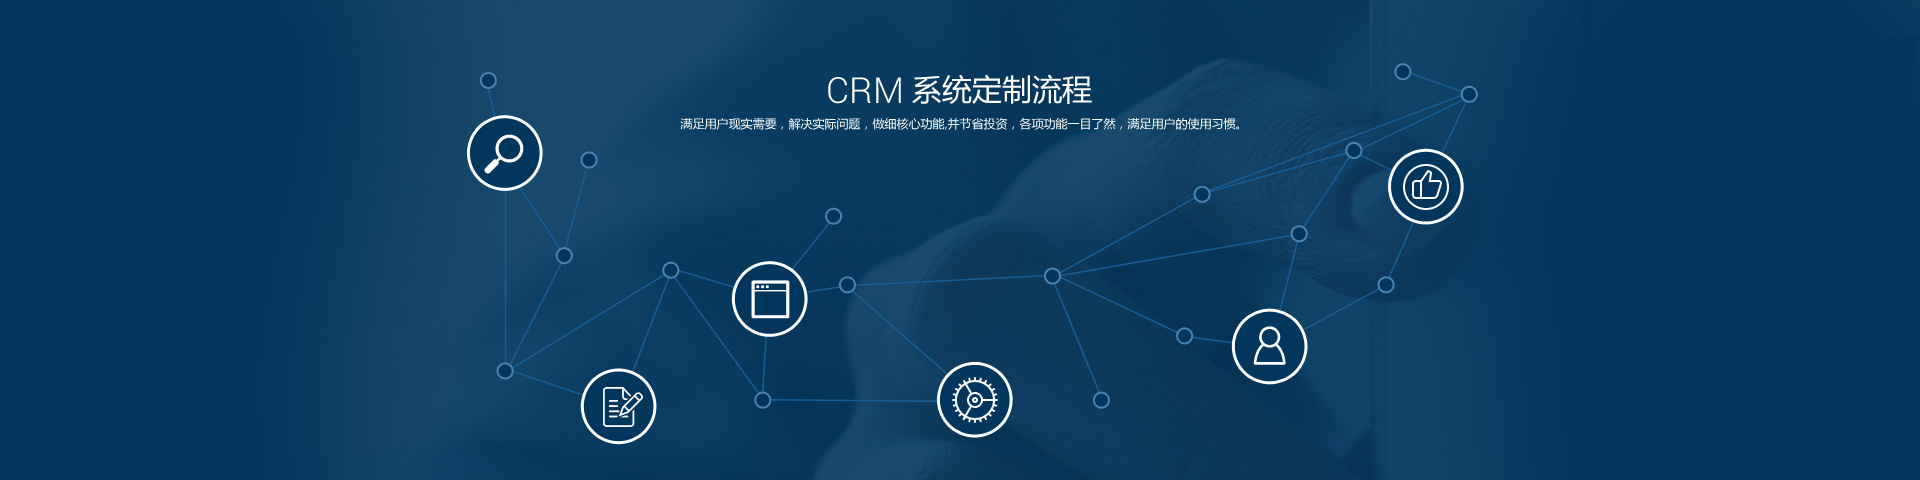 CRM 系统定制流程
满足用户现实需要，解决实际问题，做细核心功能,并节省投资，各项功能一目了然，满足用户的使用习惯。